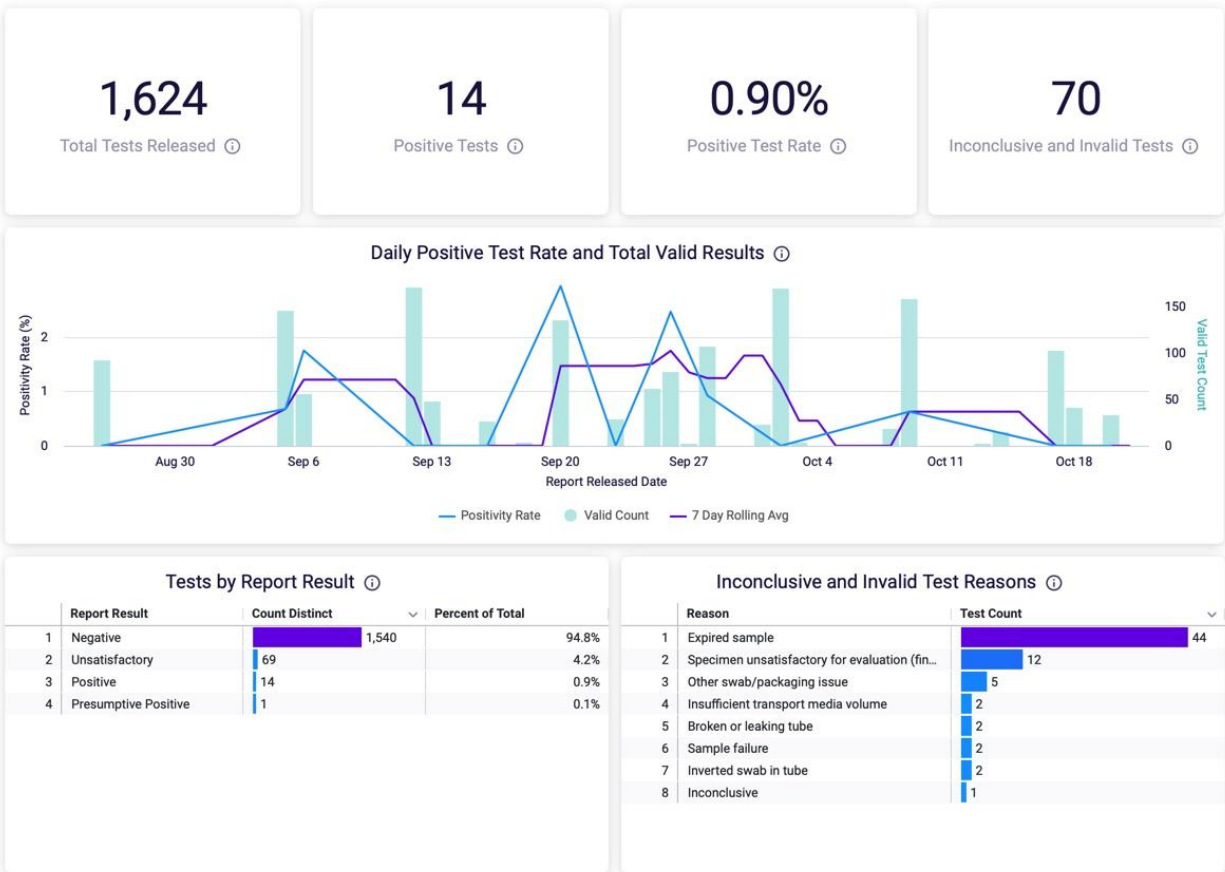 1,624
Total Tests Released
14
Positive Tests
0.90%
Positive Test Rate
70
Inconclusive and Invalid Tests
Daily Positive Test Rate and Total Valid Results
Positivity Rate (%)
2
1
0
150
100
50
0
Valid Test Count
Aug 30 Sep 6 Sep 13 Sep 20 Sep 27 Oct 4 Oct 11 Oct 18
Report Released Date
Positivity Rate Valid Count 7 Day Rolling Avg
Tests by Report Result
Report Result Count Distinct Percent of Total
1 Negative 1,540 94.8%
2 Unsatisfactory 69 4.2%
3 Positive 14 0.9%
4 Presumptive Positive 1 0.1%
Inconclusive and Invalid Test Reasons
Reason Test Count
1 Expired sample 44
2 Specimen unsatisfactory for evaluation (fin... 12
3 Other swab/packaging issue 5
4 Insufficient transport media volume 2
5 Broken or leaking tube 2
6 Sample failure 2
7 Inverted swab in tube 2
8 Inconclusive 1